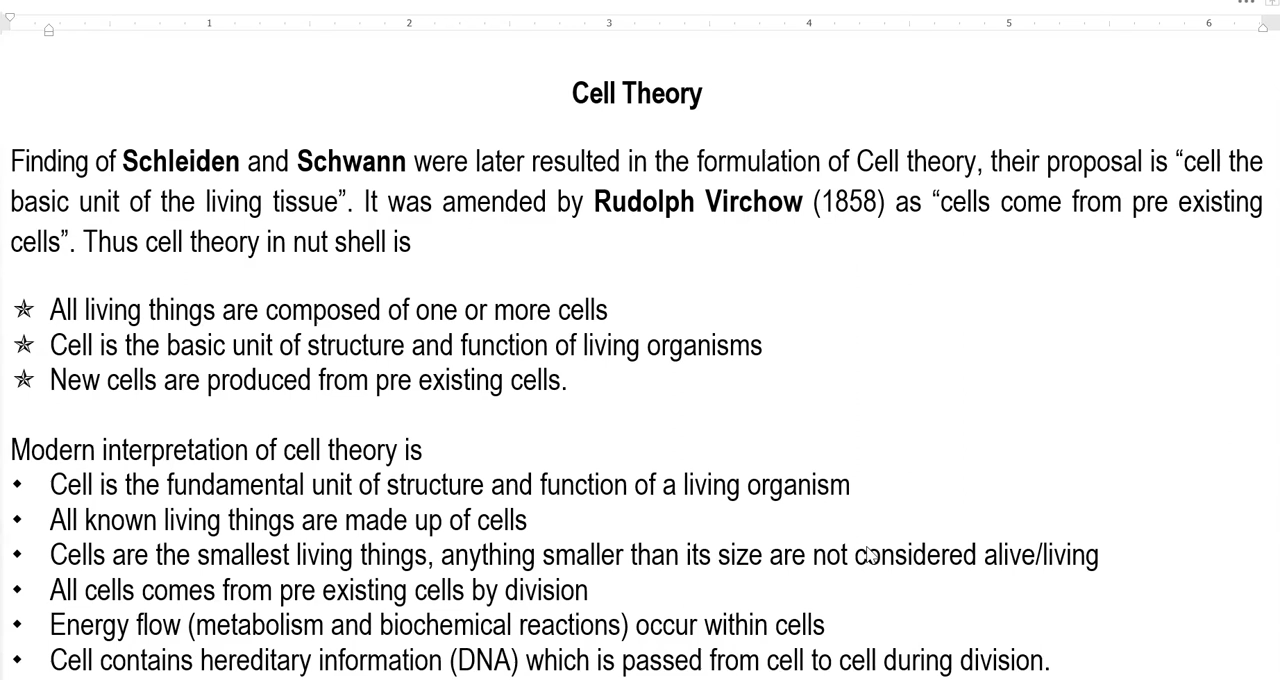 1 2 3 4 5 6
Cell Theory
Finding of Schleiden and Schwann were later resulted in the formulation of Cell theory, their proposal is “cell the
basic unit of the living tissue”. It was amended by Rudolph Virchow (1858) as “cells come from pre existing
cells”. Thus cell theory in nut shell is
✯ All living things are composed of one or more cells
✯ Cell is the basic unit of structure and function of living organisms
✯ New cells are produced from pre existing cells.
Modern interpretation of cell theory is
• Cell is the fundamental unit of structure and function of a living organism
• All known living things are made up of cells
• Cells are the smallest living things, anything smaller than its size are not considered alive/living
• All cells comes from pre existing cells by division
• Energy flow (metabolism and biochemical reactions) occur within cells
• Cell contains hereditary information (DNA) which is passed from cell to cell during division.